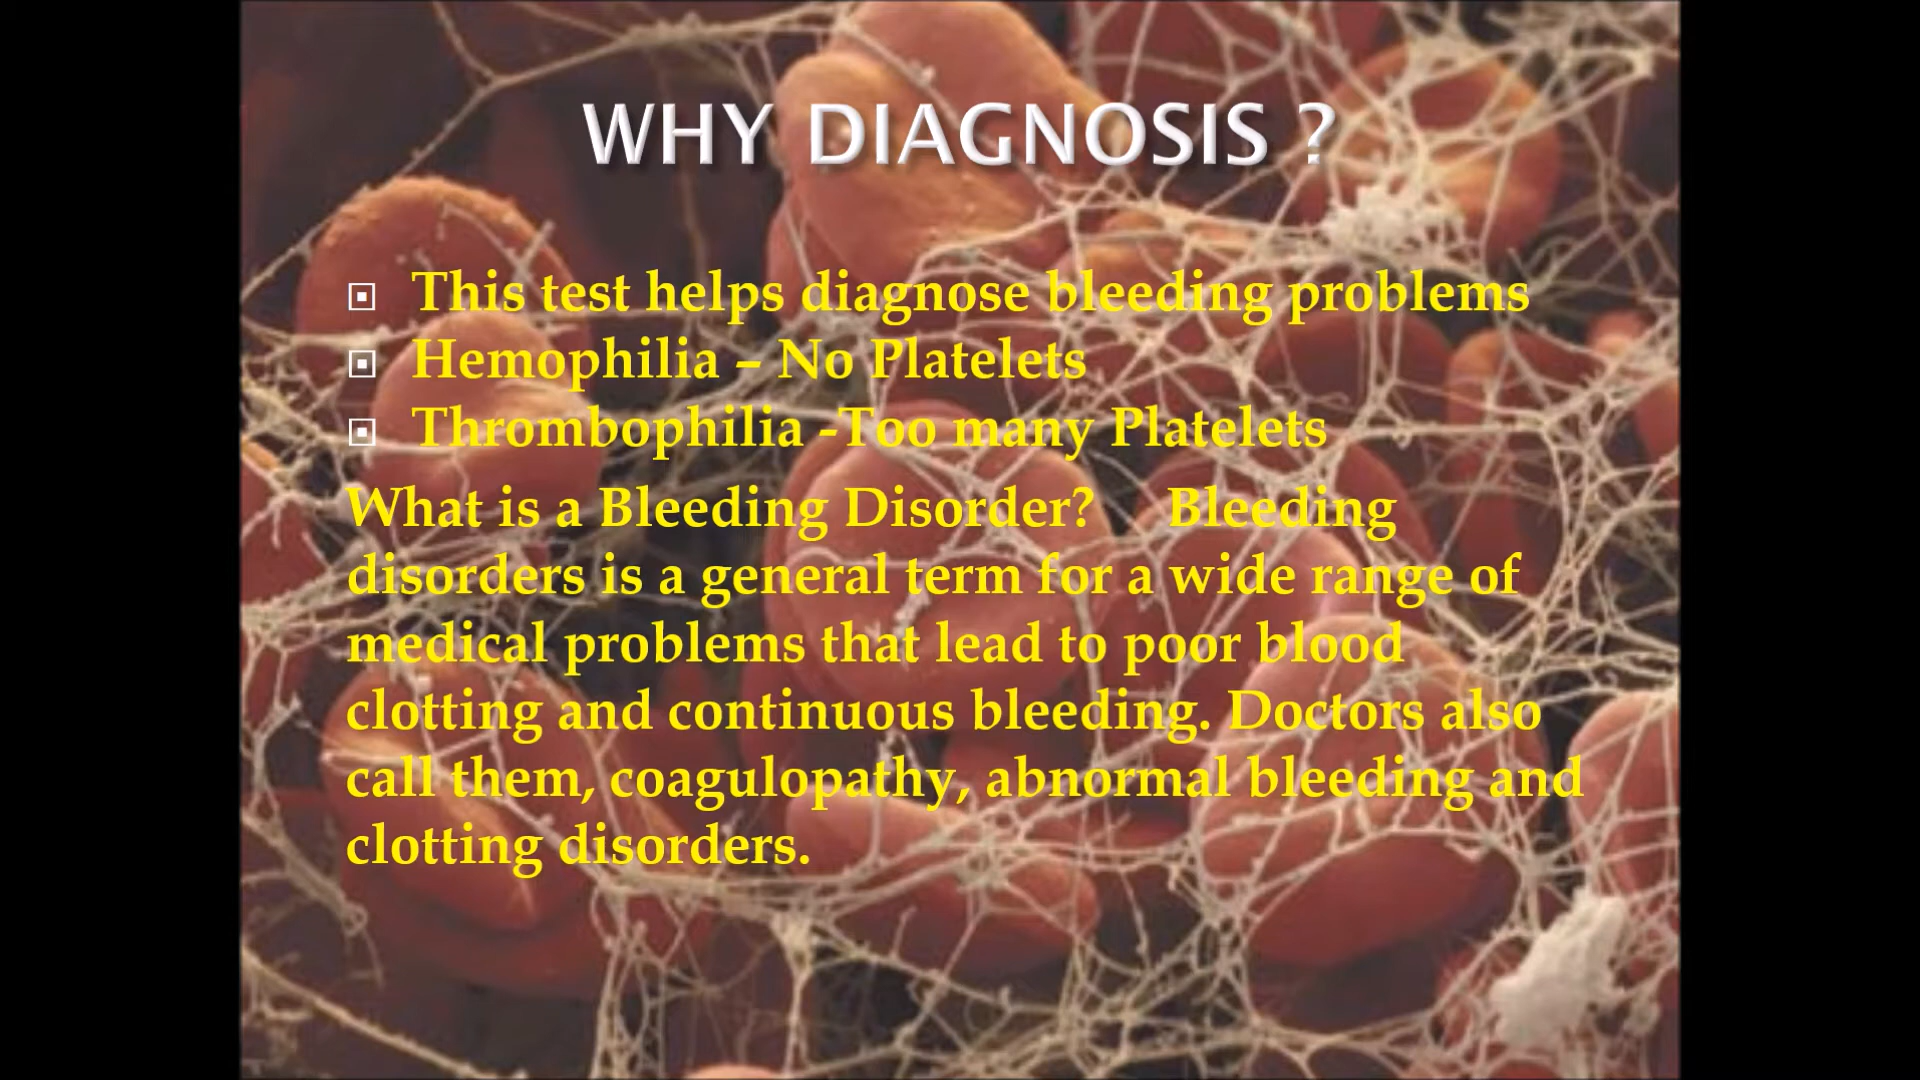 WHY DIAGNOSIS ?
This test helps diagnose bleeding problems
Hemophilia – No Platelets
Thrombophilia -Too many Platelets
What is a Bleeding Disorder? Bleeding
disorders is a general term for a wide range of
medical problems that lead to poor blood
clotting and continuous bleeding. Doctors also
call them, coagulopathy, abnormal bleeding and
clotting disorders.